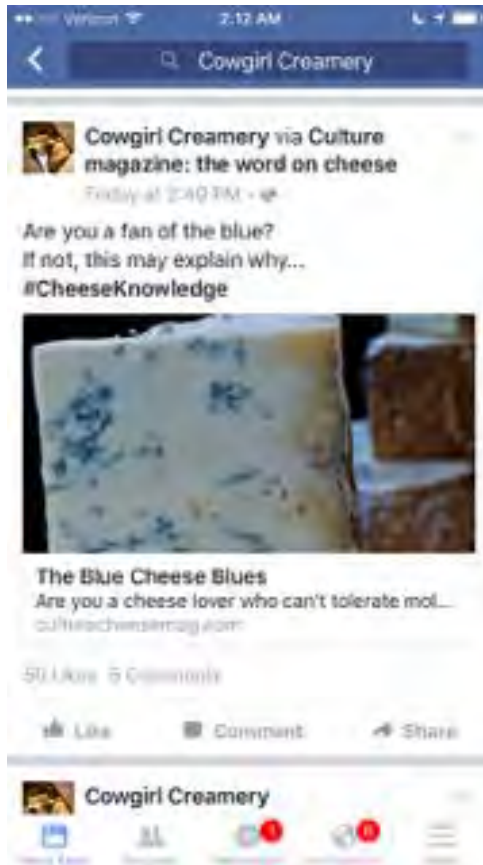 Verizon 2:12 AM
Cowgirl Creamery
Cowgirl Creamery via Culture
magazine: the word on cheese
Friday at 2:40 PM
Are you a fan of the blue?
If not, this may explain why...
#CheeseKnowledge
The Blue Cheese Blues
Are you a cheese lover who can't tolerate mol...
culturecheesemag.com
50 Likes 5 Comments
Like Comment Share
Cowgirl Creamery